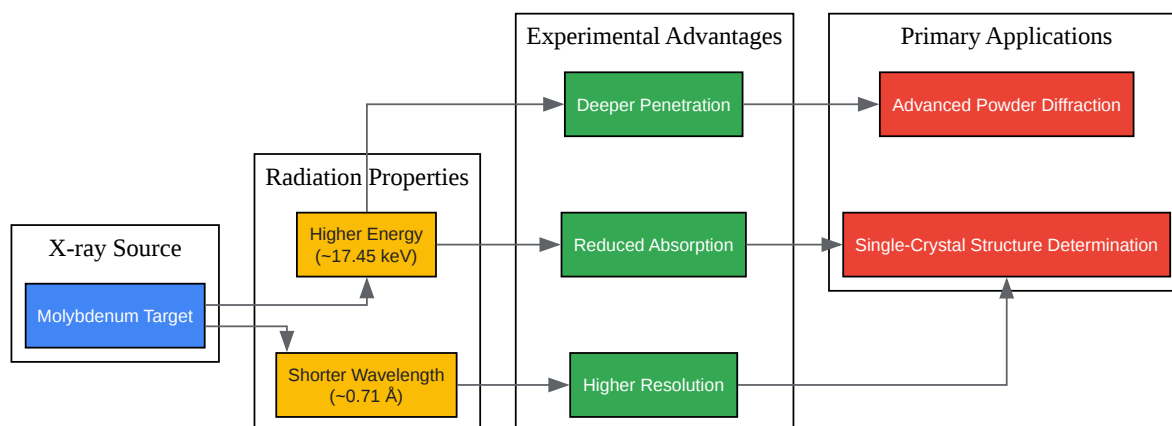 Experimental Advantages
Primary Applications
Deeper Penetration
Advanced Powder Diffraction
Radiation Properties
X-ray Source
Higher Energy
(~17.45 keV)
Reduced Absorption
Single-Crystal Structure Determination
Molybdenum Target
Shorter Wavelength
(~0.71 Å)
Higher Resolution